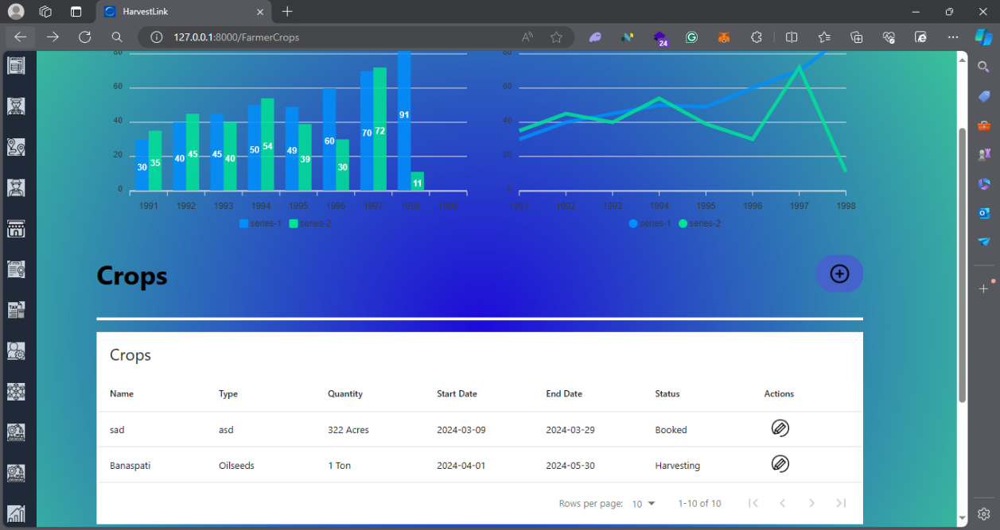 HarvestLink
127.0.0.1:8000/FarmerCrops
24
80
60
40
20
0
30 35 40 45 45 40 50 54 49 39 60 30 70 72 91 11
1991 1992 1993 1994 1995 1996 1997 1998 1999
series-1 series-2
80
60
40
20
0
1991 1992 1993 1994 1995 1996 1997 1998
series-1 series-2
TAX
Crops
Crops
Name Type Quantity Start Date End Date Status Actions
sad asd 322 Acres 2024-03-09 2024-03-29 Booked
Banaspati Oilseeds 1 Ton 2024-04-01 2024-05-30 Harvesting
Rows per page: 10 1-10 of 10